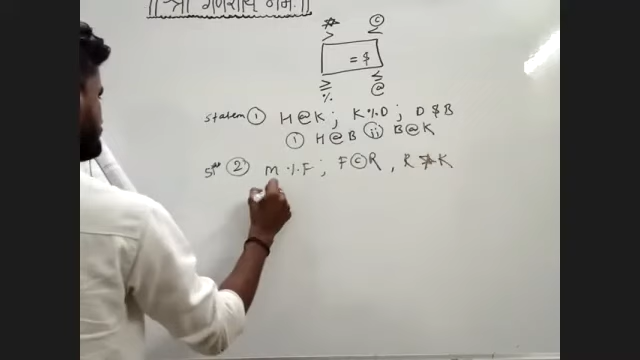 || श्री गणेशाय नमः ||
* ©
> <
= $
≥ ≤
% @
statem ① H @ K ; K % D ; D $ B
① H @ B ⓘⓘ B @ K
st ② M % F ; F © R , R * K